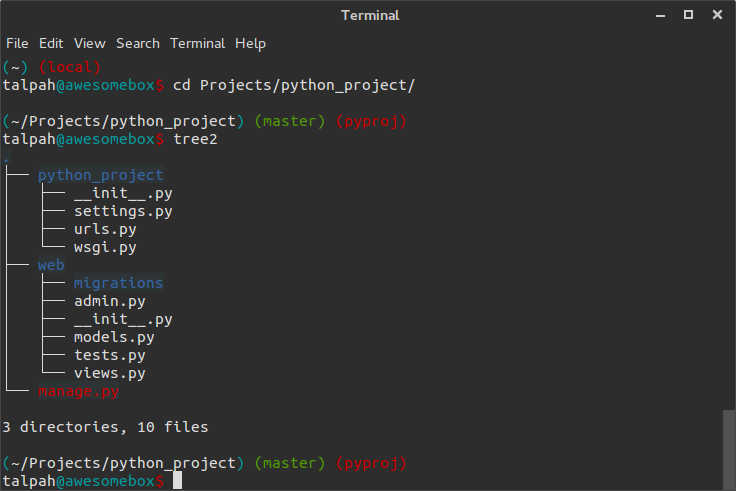 Terminal
File Edit View Search Terminal Help
(~) (local)
talpah@awesomebox$ cd Projects/python_project/
(~/Projects/python_project) (master) (pyproj)
talpah@awesomebox$ tree2
.
├── python_project
│   ├── __init__.py
│   ├── settings.py
│   ├── urls.py
│   └── wsgi.py
├── web
│   ├── migrations
│   ├── admin.py
│   ├── __init__.py
│   ├── models.py
│   ├── tests.py
│   └── views.py
└── manage.py
3 directories, 10 files
(~/Projects/python_project) (master) (pyproj)
talpah@awesomebox$